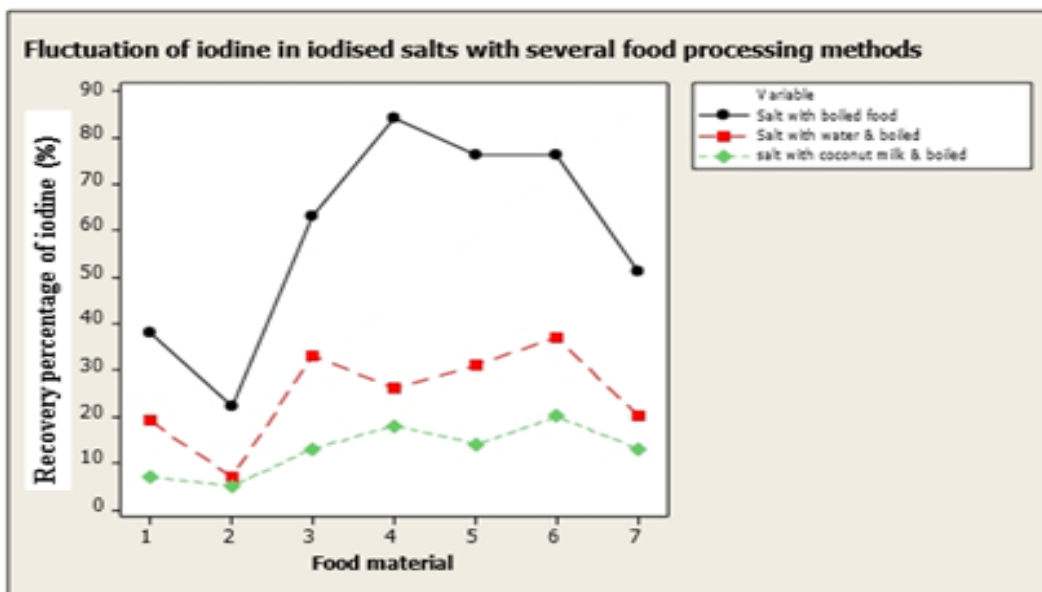 Fluctuation of iodine in iodised salts with several food processing methods
Recovery percentage of iodine (%)
90
80
70
60
50
40
30
20
10
0
1 2 3 4 5 6 7
Food material
Variable
Salt with boiled food
Salt with water & boiled
salt with coconut milk & boiled